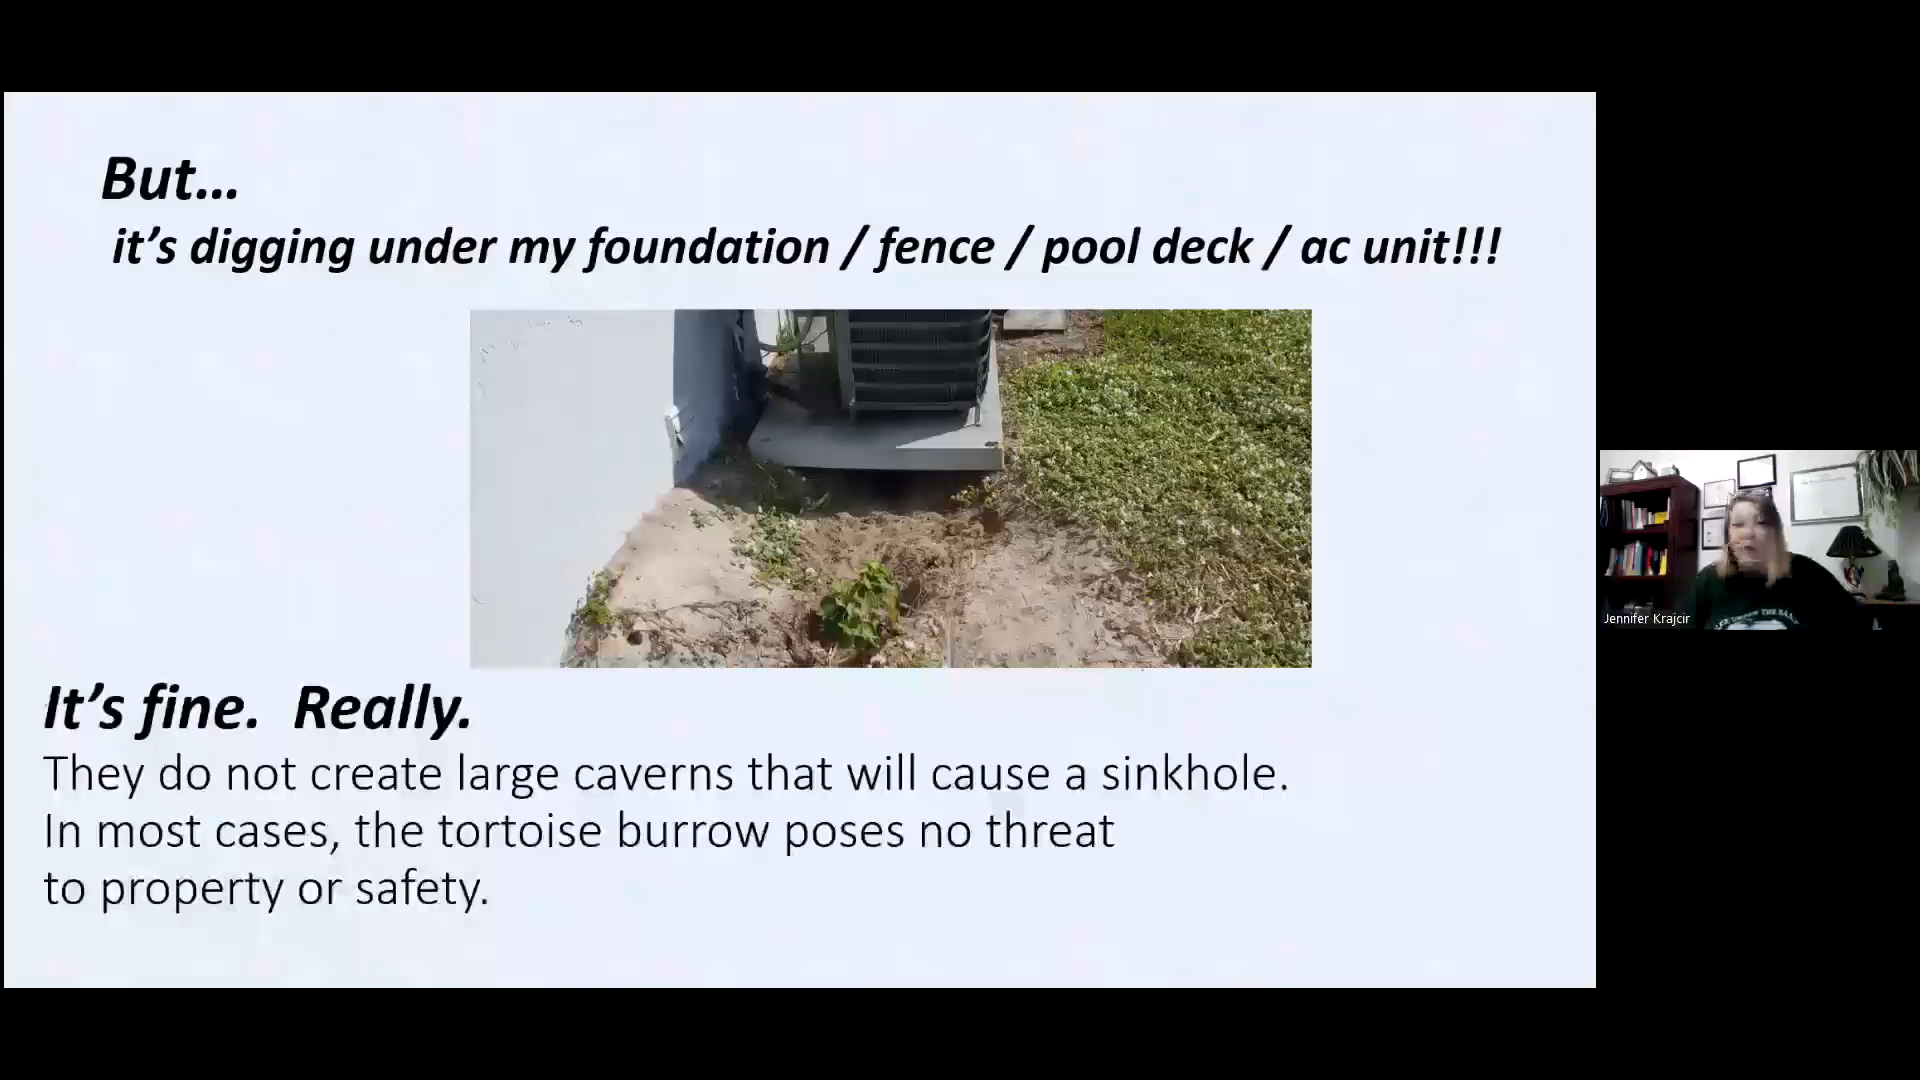 But...
it's digging under my foundation / fence / pool deck / ac unit!!!
It's fine. Really.
They do not create large caverns that will cause a sinkhole.
In most cases, the tortoise burrow poses no threat
to property or safety.
Jennifer Krajcir